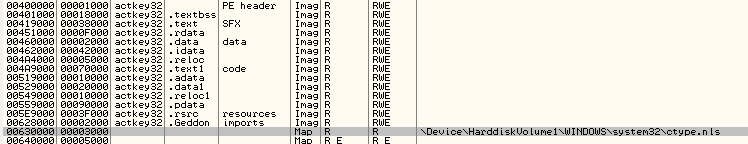 00400000 00001000 actkey32 PE header Imag R RWE
00401000 00018000 actkey32 .textbss Imag R RWE
00419000 00038000 actkey32 .text SFX Imag R RWE
00451000 0000F000 actkey32 .rdata Imag R RWE
00460000 00002000 actkey32 .data data Imag R RWE
00462000 00042000 actkey32 .idata Imag R RWE
004A4000 00005000 actkey32 .reloc Imag R RWE
004A9000 00070000 actkey32 .text1 code Imag R RWE
00519000 00010000 actkey32 .adata Imag R RWE
00529000 00020000 actkey32 .data1 Imag R RWE
00549000 00010000 actkey32 .reloc1 Imag R RWE
00559000 00090000 actkey32 .pdata Imag R RWE
005E9000 0003F000 actkey32 .rsrc resources Imag R RWE
00628000 00002000 actkey32 .Geddon imports Imag R RWE
00630000 00003000 Map R R \Device\HarddiskVolume1\WINDOWS\system32\ctype.nls
00640000 00005000 Map R E R E